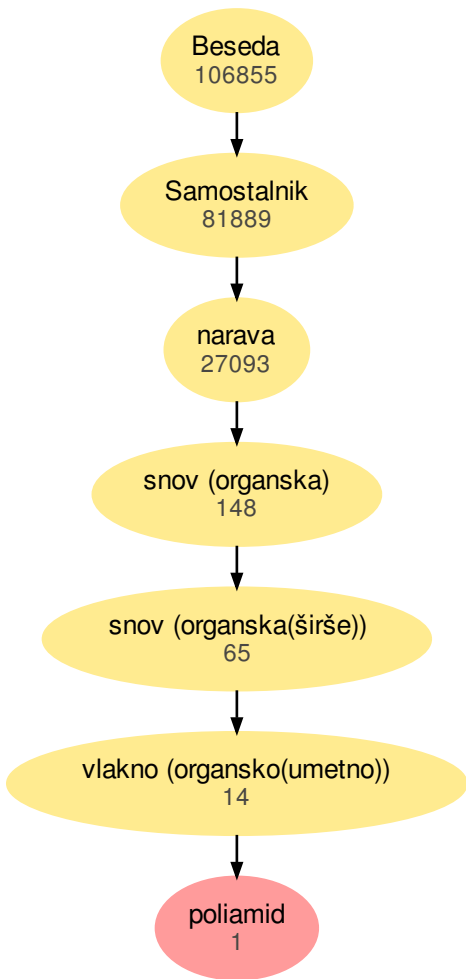 Beseda
106855
Samostalnik
81889
narava
27093
snov (organska)
148
snov (organska(širše))
65
vlakno (organsko(umetno))
14
poliamid
1